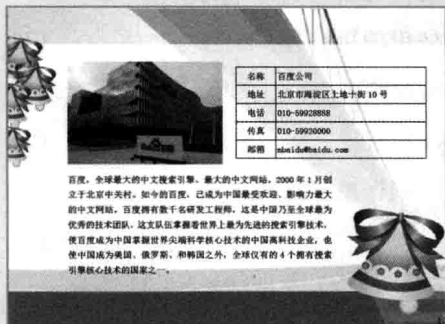 名称 百度公司
地址 北京市海淀区上地十街 10 号
电话 010-59928888
传真 010-59920000
邮箱 @baidu.com
百度,全球最大的中文搜索引擎、最大的中文网站。2000 年 1 月创
立于北京中关村。如今的百度,已成为中国最受欢迎、影响力最大
的中文网站。百度拥有数千名研发工程师,这是中国乃至全球最为
优秀的技术团队,这支队伍掌握着世界上最为先进的搜索引擎技术,
使百度成为中国掌握世界尖端科学核心技术的中国高科技企业,也
使中国成为美国、俄罗斯、和韩国之外,全球仅有的 4 个拥有搜索
引擎核心技术的国家之一。